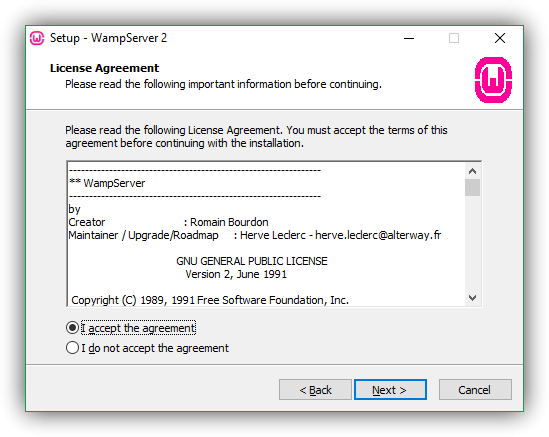 Setup - WampServer 2
License Agreement
Please read the following important information before continuing.
Please read the following License Agreement. You must accept the terms of this
agreement before continuing with the installation.
---------------------------------------------------------------
** WampServer
---------------------------------------------------------------
by
Creator : Romain Bourdon
Maintainer / Upgrade/Roadmap : Herve Leclerc - herve.leclerc@alterway.fr
GNU GENERAL PUBLIC LICENSE
Version 2, June 1991
Copyright (C) 1989, 1991 Free Software Foundation, Inc.
I accept the agreement
I do not accept the agreement
< Back Next > Cancel